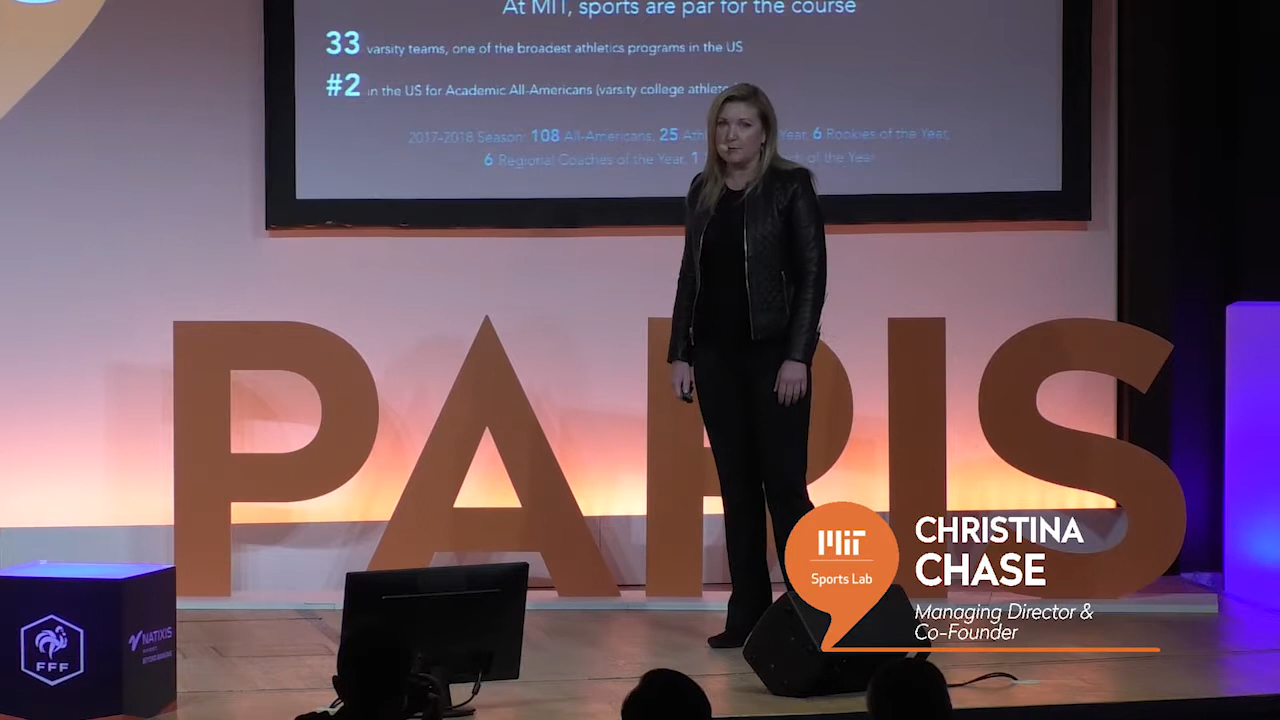 At MIT, sports are par for the course
33 varsity teams, one of the broadest athletics programs in the US
#2 in the US for Academic All-Americans (varsity college
2017-2018 Season: 108 All-Americans, 25 Year, 6 Rookies of the Year,
6 Regional Coaches of the Year, 1 of the Year
PARIS
MIT
Sports Lab
CHRISTINA
CHASE
Managing Director &
Co-Founder
FFF
NATIXIS